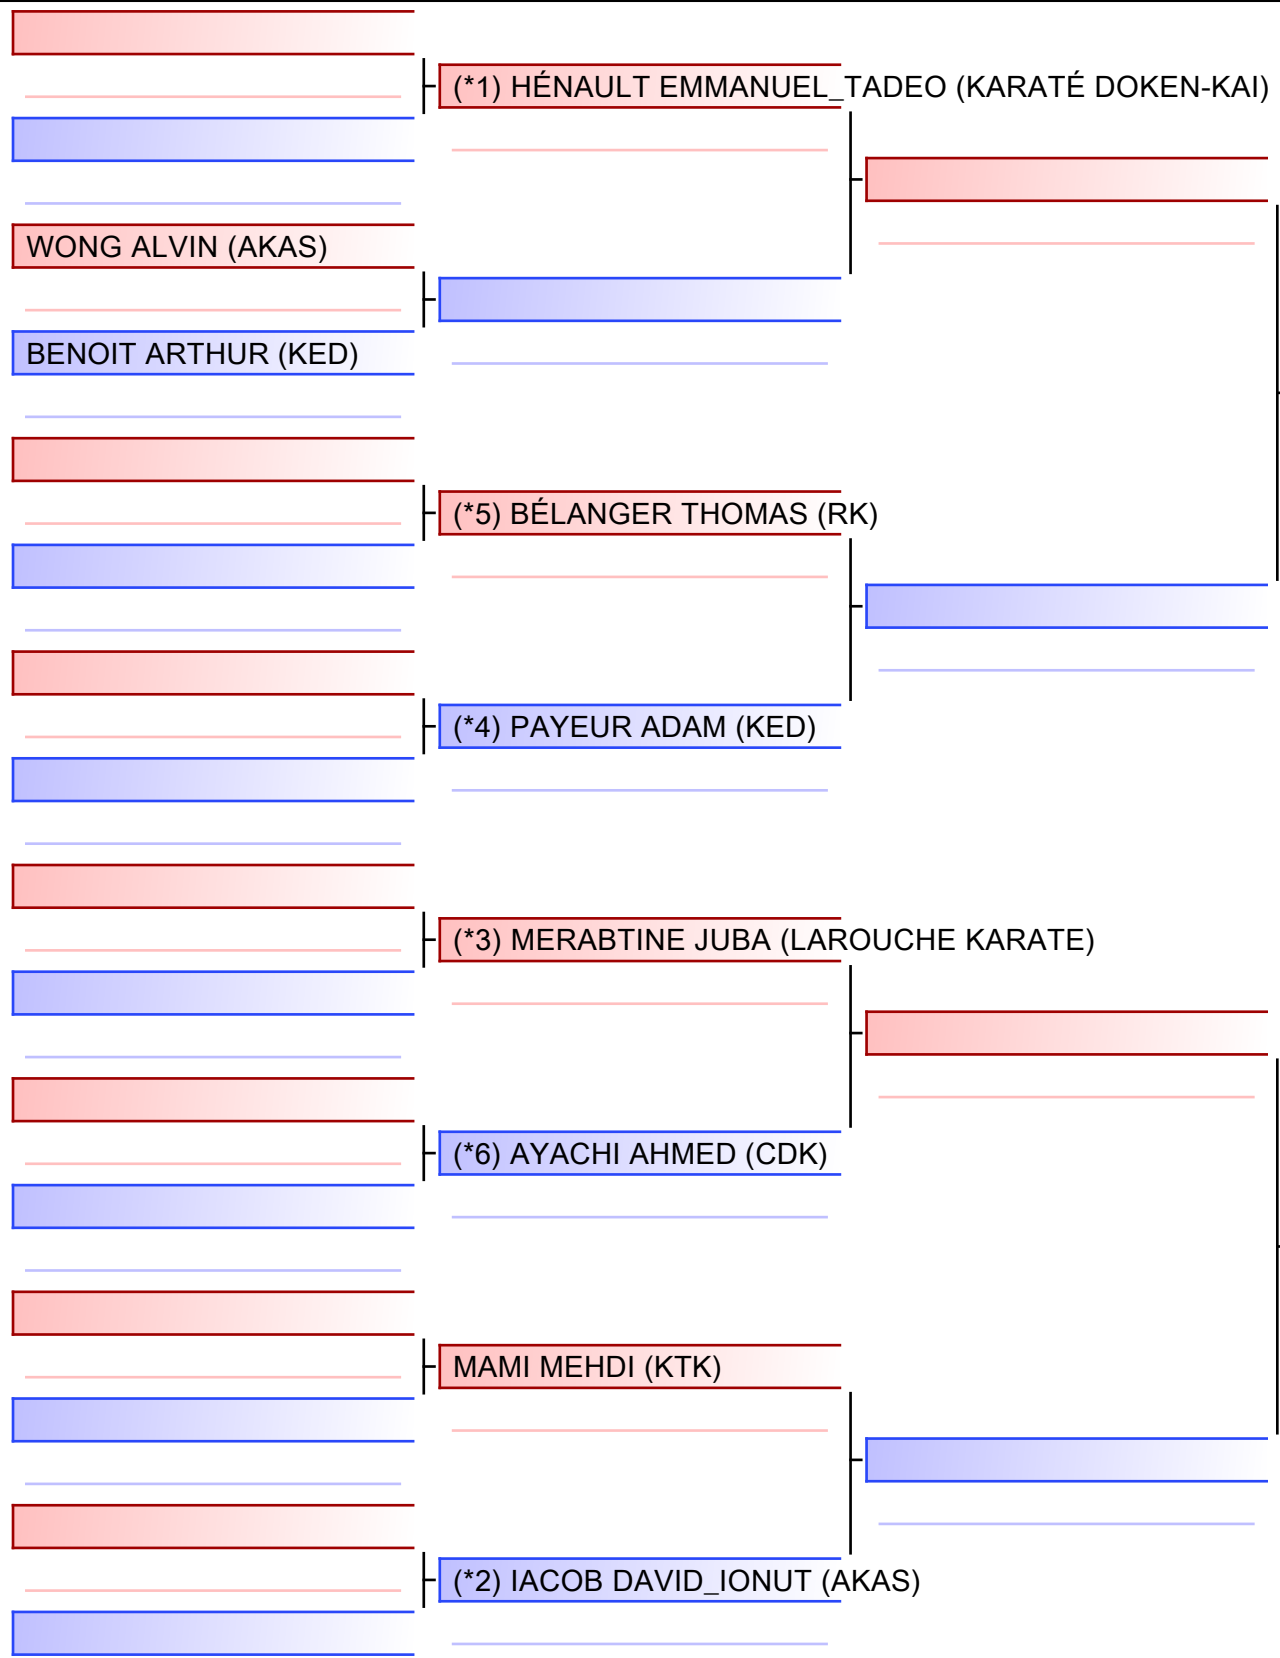 (*1) HÉNAULT EMMANUEL_TADEO (KARATÉ DOKEN-KAI)
WONG ALVIN (AKAS)
BENOIT ARTHUR (KED)
(*5) BÉLANGER THOMAS (RK)
(*4) PAYEUR ADAM (KED)
(*3) MERABTINE JUBA (LAROUCHE KARATE)
(*6) AYACHI AHMED (CDK)
MAMI MEHDI (KTK)
(*2) IACOB DAVID_IONUT (AKAS)